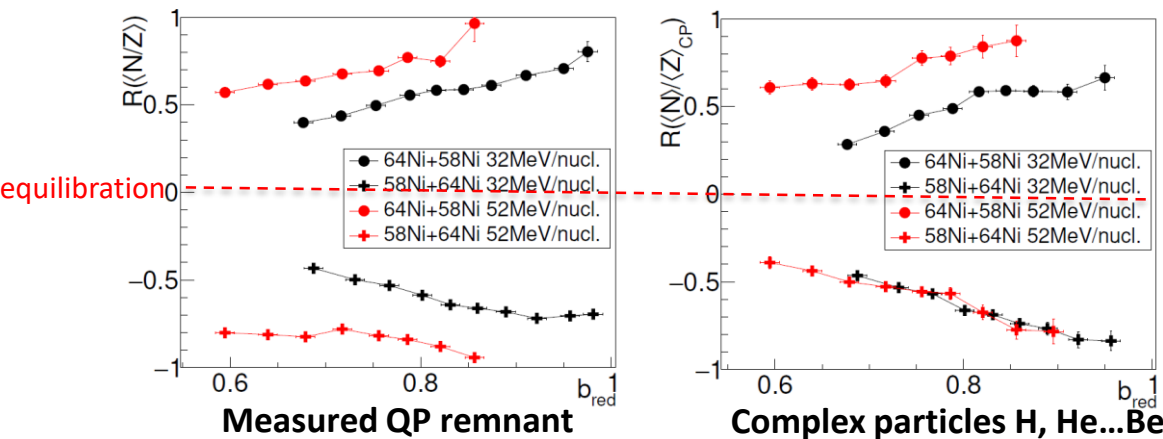 R(⟨N/Z⟩)
1
0.5
0
−0.5
−1
equilibration
64Ni+58Ni 32MeV/nucl.
58Ni+64Ni 32MeV/nucl.
64Ni+58Ni 52MeV/nucl.
58Ni+64Ni 52MeV/nucl.
0.6
0.8
1
b_red
Measured QP remnant
R(⟨N⟩/⟨Z⟩_CP)
1
0.5
0
−0.5
−1
64Ni+58Ni 32MeV/nucl.
58Ni+64Ni 32MeV/nucl.
64Ni+58Ni 52MeV/nucl.
58Ni+64Ni 52MeV/nucl.
0.6
0.8
1
b_red
Complex particles H, He…Be